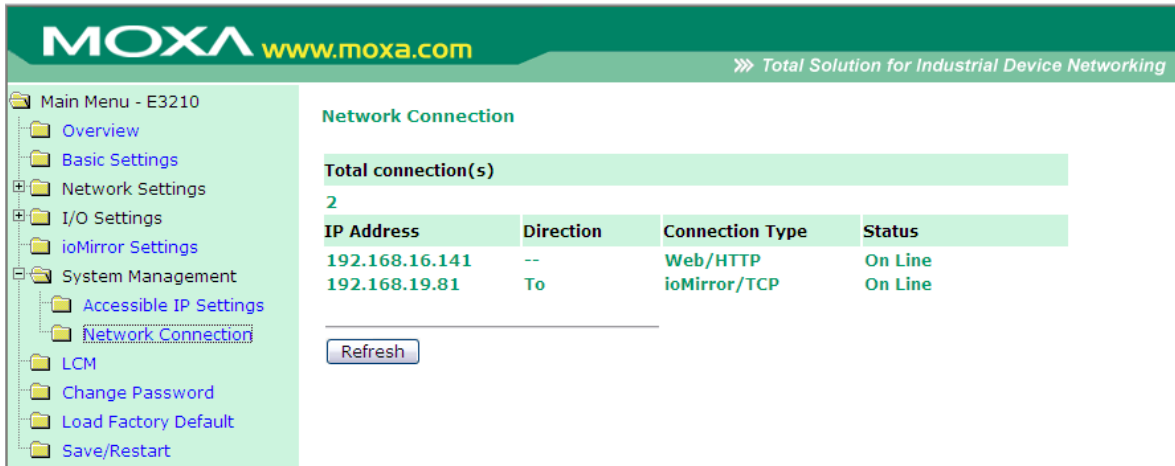 MOXA www.moxa.com
Total Solution for Industrial Device Networking
Main Menu - E3210
Overview
Basic Settings
Network Settings
I/O Settings
ioMirror Settings
System Management
Accessible IP Settings
Network Connection
LCM
Change Password
Load Factory Default
Save/Restart
Network Connection
Total connection(s)
2
IP Address Direction Connection Type Status
192.168.16.141 -- Web/HTTP On Line
192.168.19.81 To ioMirror/TCP On Line
Refresh